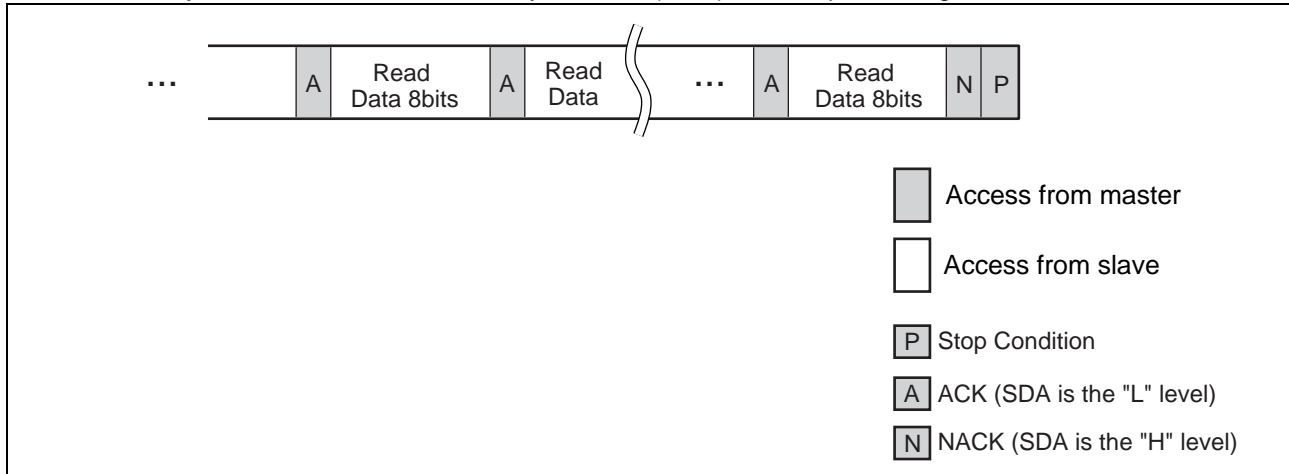 ... A Read Data 8bits A Read Data ... A Read Data 8bits N P
Access from master
Access from slave
P Stop Condition
A ACK (SDA is the "L" level)
N NACK (SDA is the "H" level)